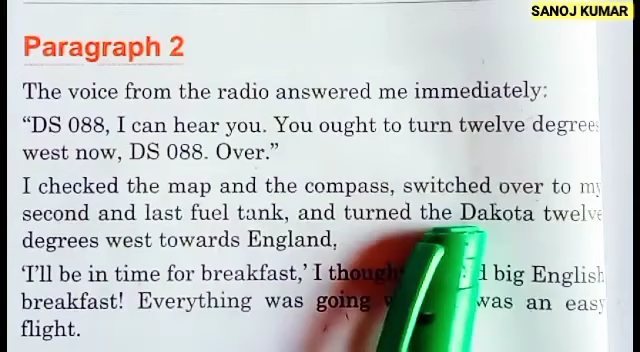 SANOJ KUMAR
Paragraph 2
The voice from the radio answered me immediately:
“DS 088, I can hear you. You ought to turn twelve degrees
west now, DS 088. Over.”
I checked the map and the compass, switched over to my
second and last fuel tank, and turned the Dakota twelve
degrees west towards England,
‘I’ll be in time for breakfast,’ I big English
breakfast! Everything was going was an easy
flight.